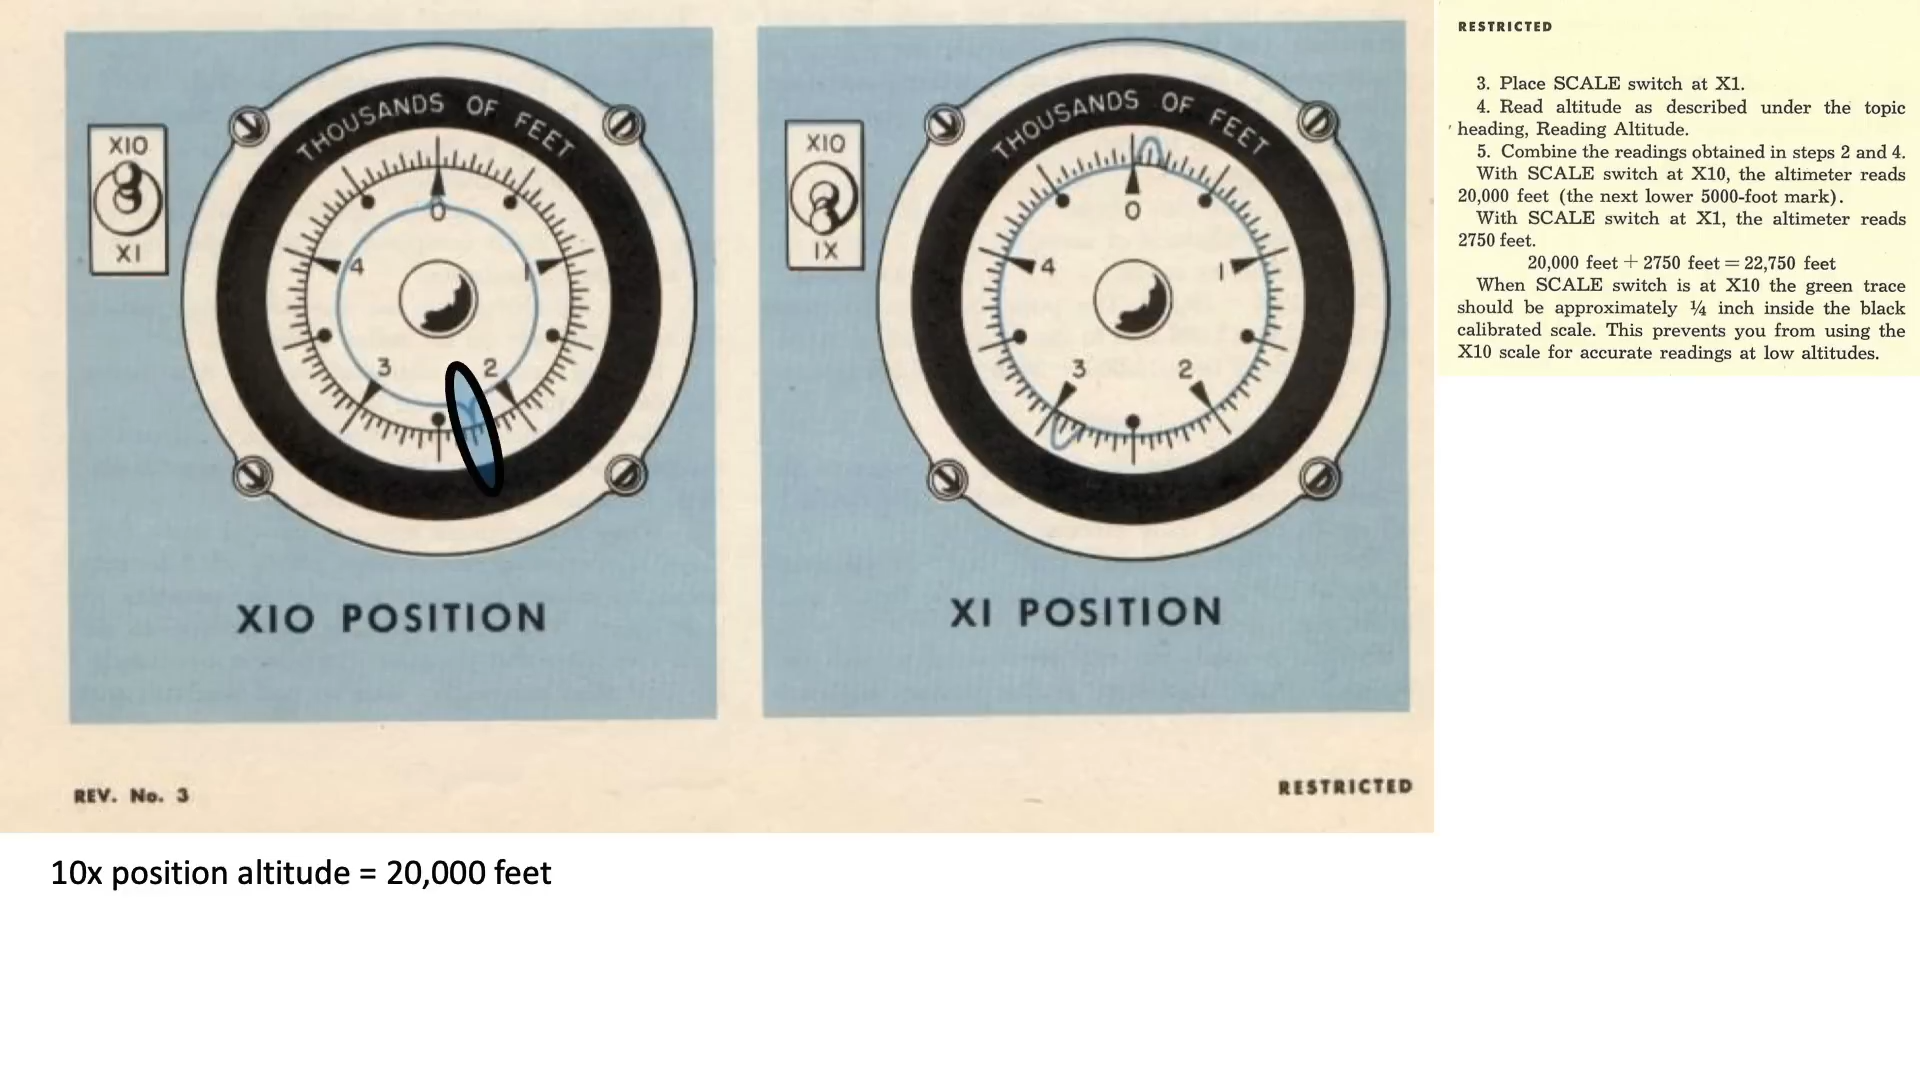 THOUSANDS OF FEET
X10
X1
0
1
2
3
4
X10 POSITION
THOUSANDS OF FEET
X10
IX
0
1
2
3
4
X1 POSITION
REV. No. 3
RESTRICTED
RESTRICTED
3. Place SCALE switch at X1.
4. Read altitude as described under the topic
heading, Reading Altitude.
5. Combine the readings obtained in steps 2 and 4.
With SCALE switch at X10, the altimeter reads
20,000 feet (the next lower 5000-foot mark).
With SCALE switch at X1, the altimeter reads
2750 feet.
20,000 feet + 2750 feet = 22,750 feet
When SCALE switch is at X10 the green trace
should be approximately ¼ inch inside the black
calibrated scale. This prevents you from using the
X10 scale for accurate readings at low altitudes.
10x position altitude = 20,000 feet